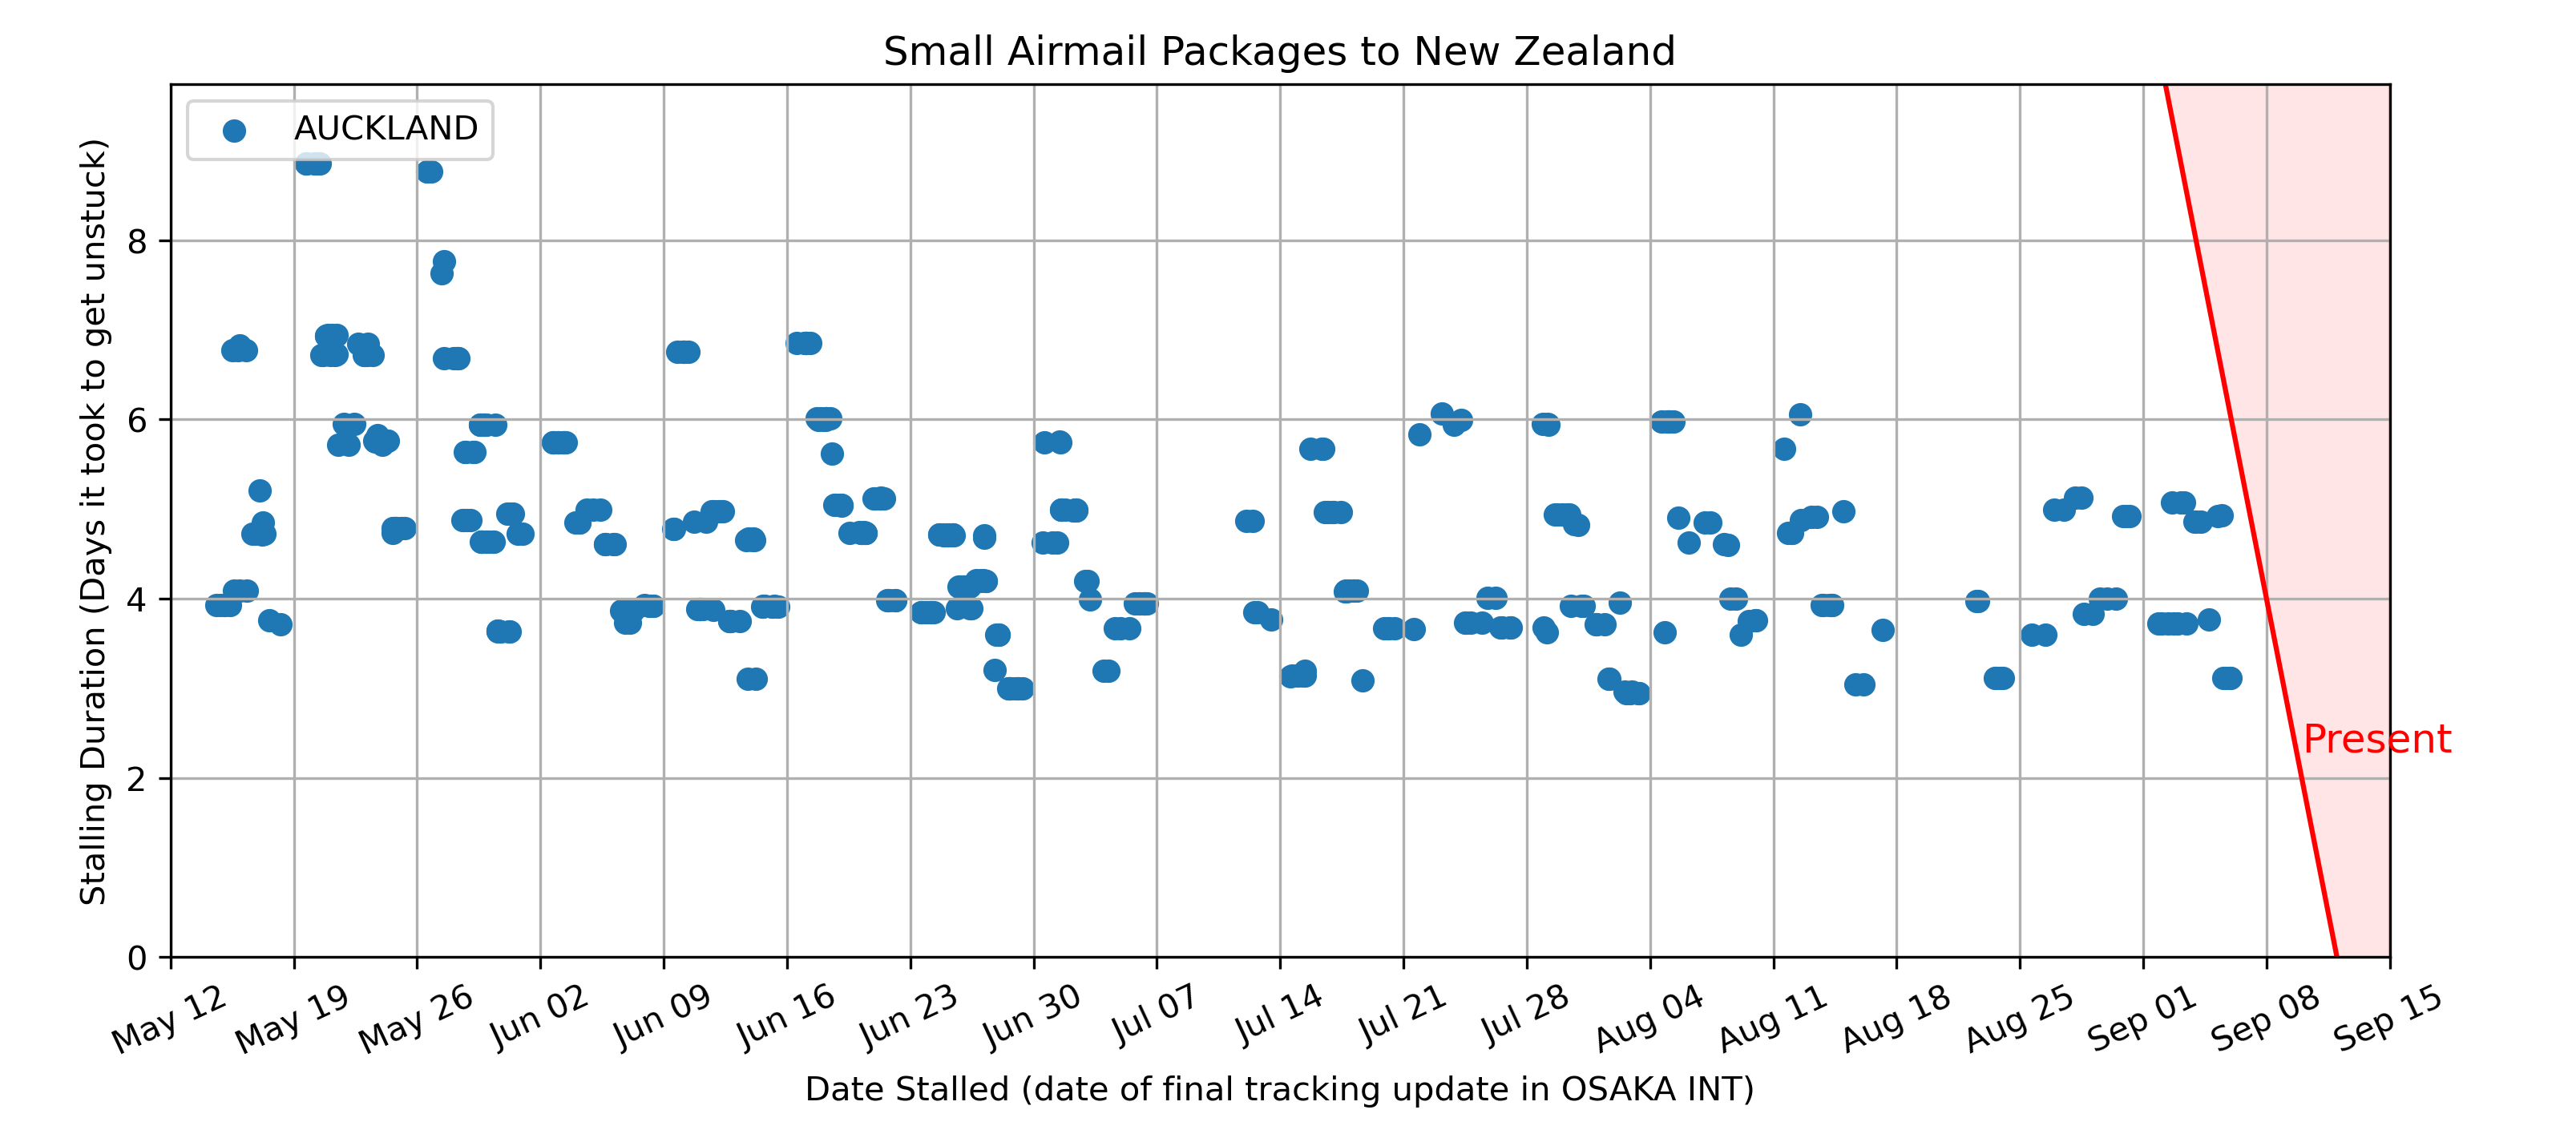 Small Airmail Packages to New Zealand
AUCKLAND
Stalling Duration (Days it took to get unstuck)
8
6
4
2
0
Present
May 12
May 19
May 26
Jun 02
Jun 09
Jun 16
Jun 23
Jun 30
Jul 07
Jul 14
Jul 21
Jul 28
Aug 04
Aug 11
Aug 18
Aug 25
Sep 01
Sep 08
Sep 15
Date Stalled (date of final tracking update in OSAKA INT)